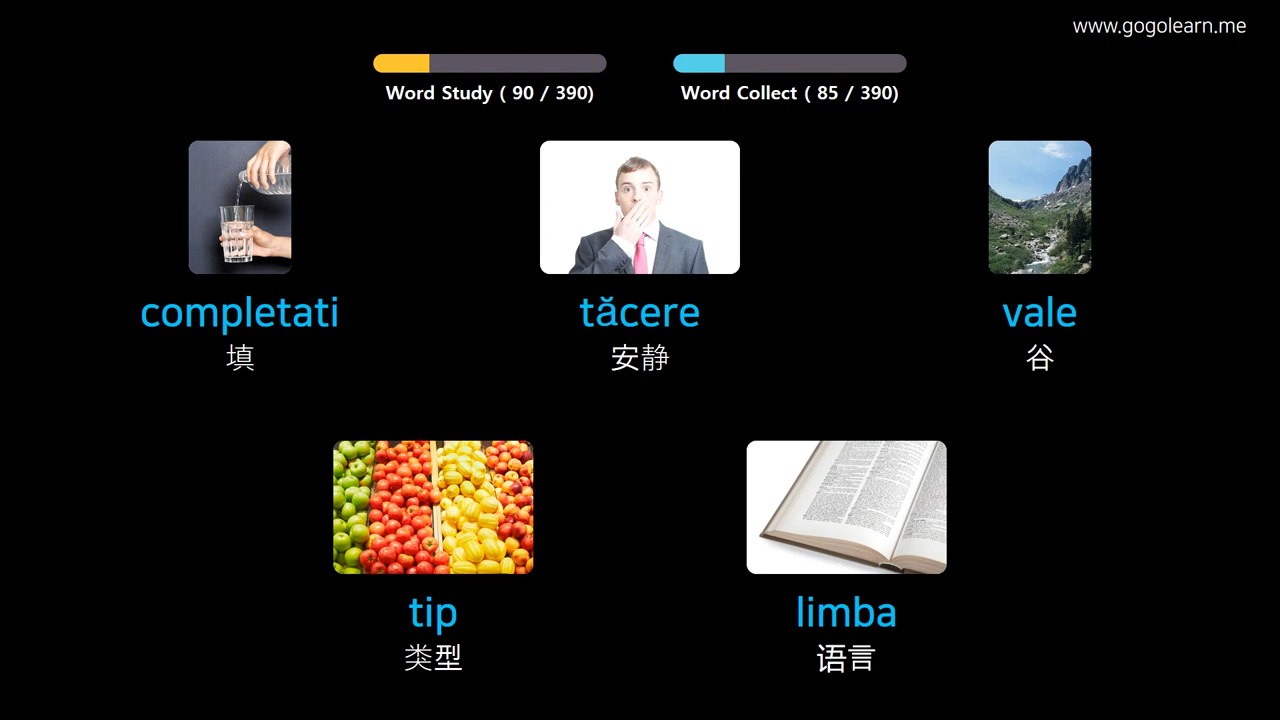 www.gogolearn.me
Word Study ( 90 / 390)
Word Collect ( 85 / 390)
completati
填
tăcere
安静
vale
谷
tip
类型
limba
语言